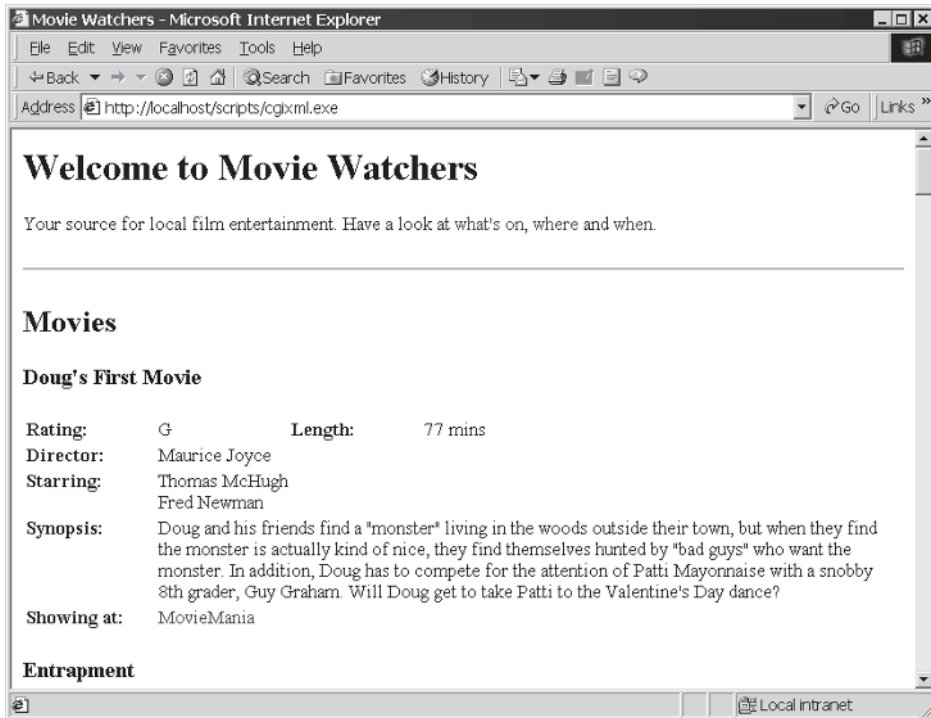 Movie Watchers - Microsoft Internet Explorer
File Edit View Favorites Tools Help
Back Search Favorites History
Address http://localhost/scripts/cgixml.exe Go Links »
Welcome to Movie Watchers
Your source for local film entertainment. Have a look at what's on, where and when.
Movies
Doug's First Movie
Rating: G Length: 77 mins
Director: Maurice Joyce
Starring: Thomas McHugh
Fred Newman
Synopsis: Doug and his friends find a "monster" living in the woods outside their town, but when they find
the monster is actually kind of nice, they find themselves hunted by "bad guys" who want the
monster. In addition, Doug has to compete for the attention of Patti Mayonnaise with a snobby
8th grader, Guy Graham. Will Doug get to take Patti to the Valentine's Day dance?
Showing at: MovieMania
Entrapment
Local intranet